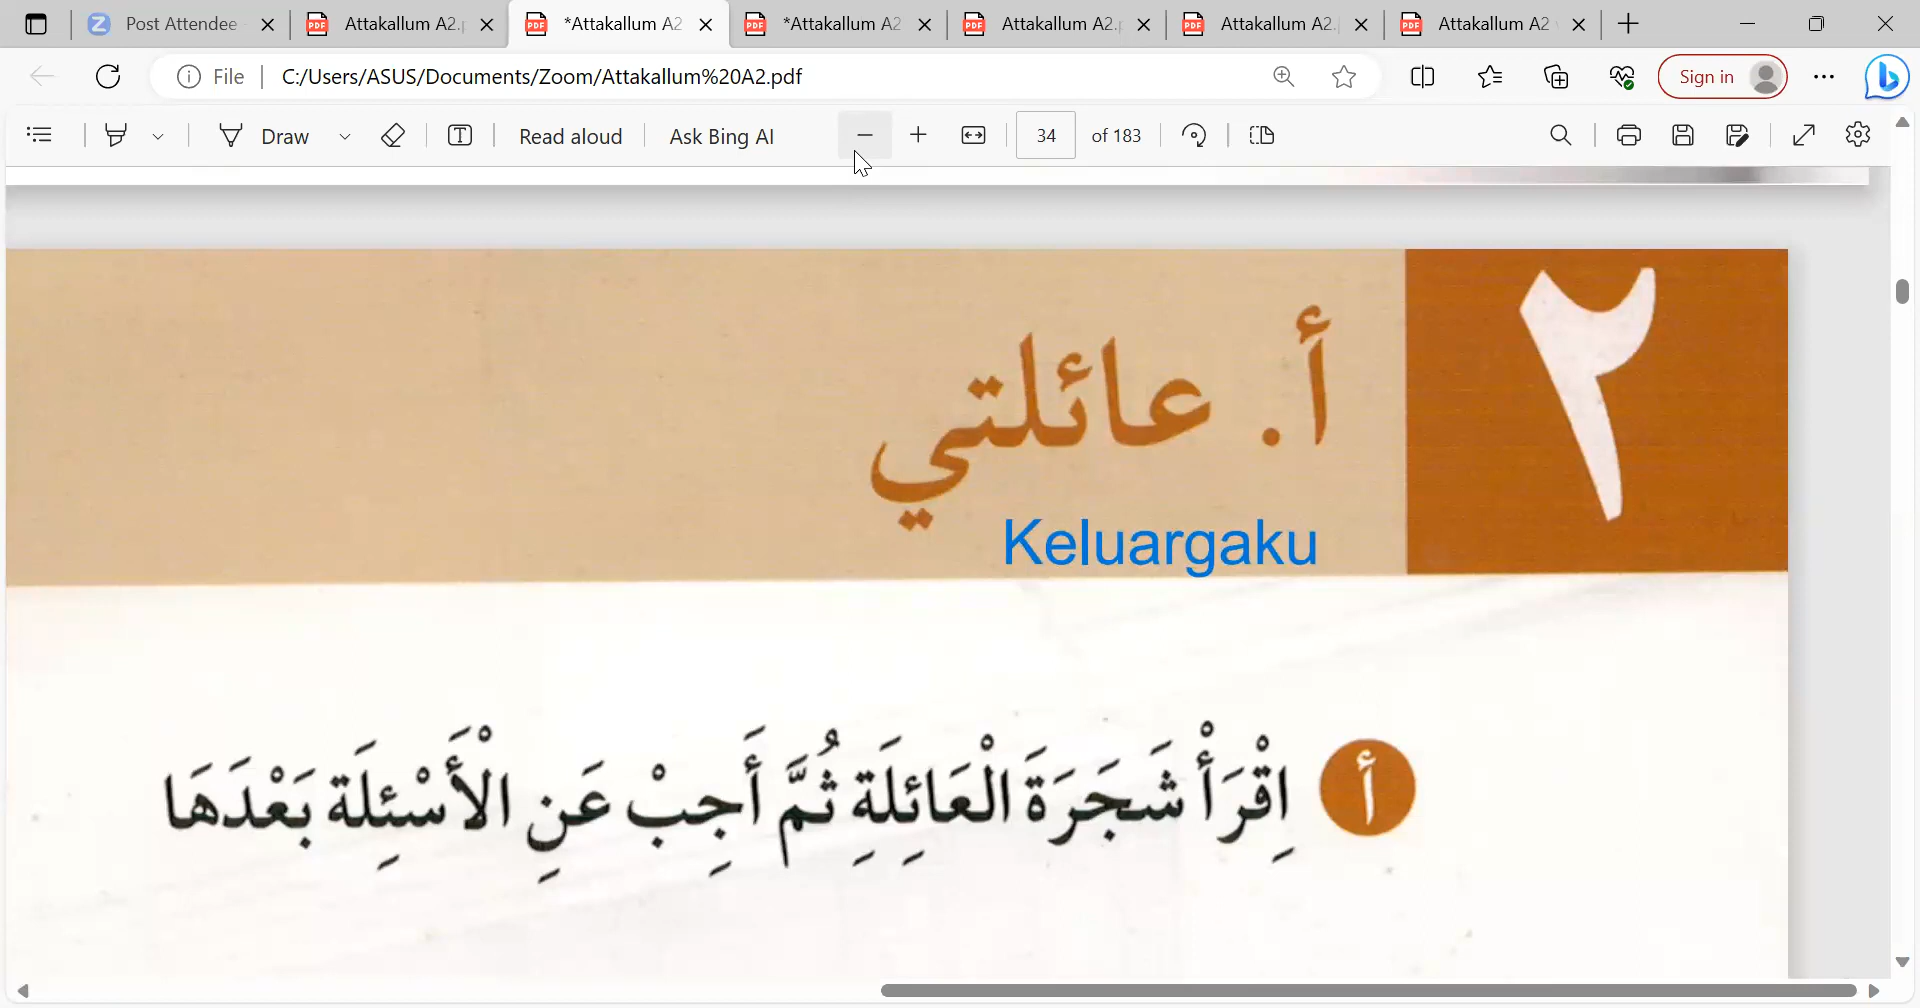 Post Attendee
Attakallum A2.
*Attakallum A2
*Attakallum A2
Attakallum A2.
Attakallum A2.
Attakallum A2
File
C:/Users/ASUS/Documents/Zoom/Attakallum%20A2.pdf
Sign in
Draw
Read aloud
Ask Bing AI
34
of 183
٢
أ. عائلتي
Keluargaku
أ
اِقْرَأْ شَجَرَةَ الْعَائِلَةِ ثُمَّ أَجِبْ عَنِ الْأَسْئِلَة بَعْدَهَا